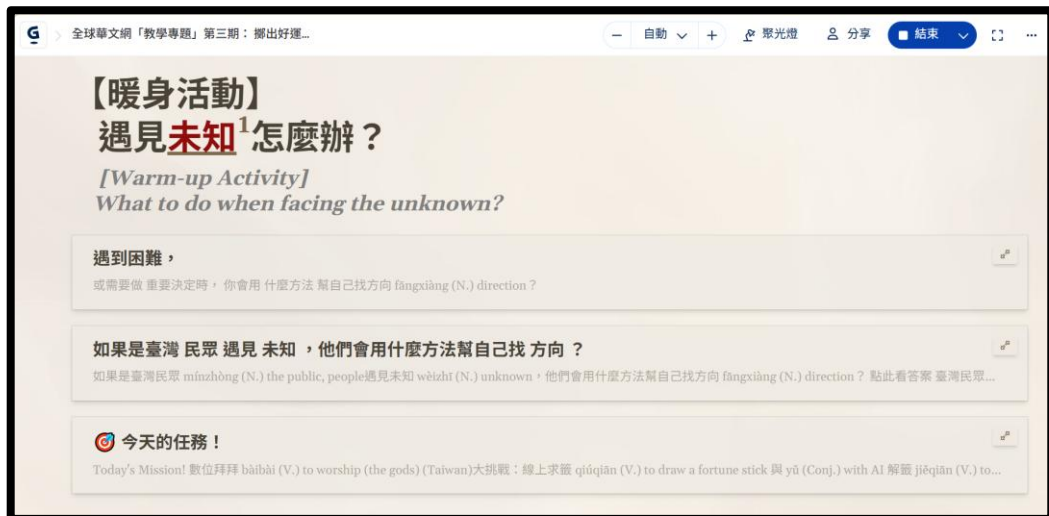 全球華文網「教學專題」第三期： 擲出好運...
自動
聚光燈
分享
結束
【暖身活動】
遇見未知1怎麼辦？
[Warm-up Activity]
What to do when facing the unknown?
遇到困難，
或需要做 重要決定時， 你會用 什麼方法 幫自己找方向 fāngxiàng (N.) direction？
如果是臺灣 民眾 遇見 未知 ，他們會用什麼方法幫自己找 方向 ？
如果是臺灣民眾 mínzhòng (N.) the public, people遇見未知 wèizhī (N.) unknown，他們會用什麼方法幫自己找方向 fāngxiàng (N.) direction？ 點此看答案 臺灣民眾...
今天的任務！
Today's Mission! 數位拜拜 bàibài (V.) to worship (the gods) (Taiwan)大挑戰：線上求籤 qiúqiān (V.) to draw a fortune stick 與 yǔ (Conj.) with AI 解籤 jiěqiān (V.) to...